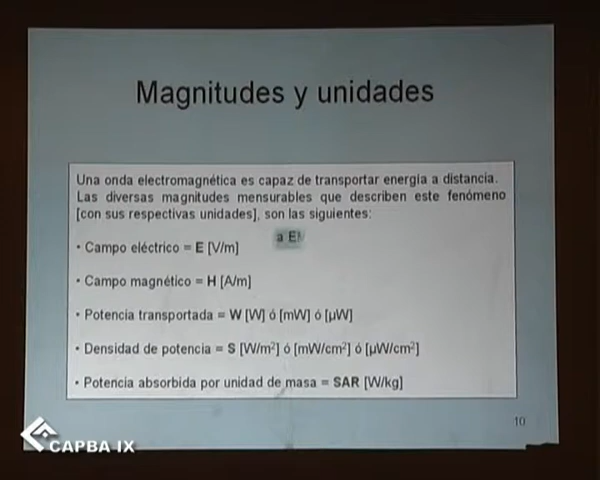 Magnitudes y unidades
Una onda electromagnética es capaz de transportar energía a distancia.
Las diversas magnitudes mensurables que describen este fenómeno
[con sus respectivas unidades], son las siguientes:
a EM
• Campo eléctrico = E [V/m]
• Campo magnético = H [A/m]
• Potencia transportada = W [W] ó [mW] ó [µW]
• Densidad de potencia = S [W/m²] ó [mW/cm²] ó [µW/cm²]
• Potencia absorbida por unidad de masa = SAR [W/kg]
10
CAPBA IX